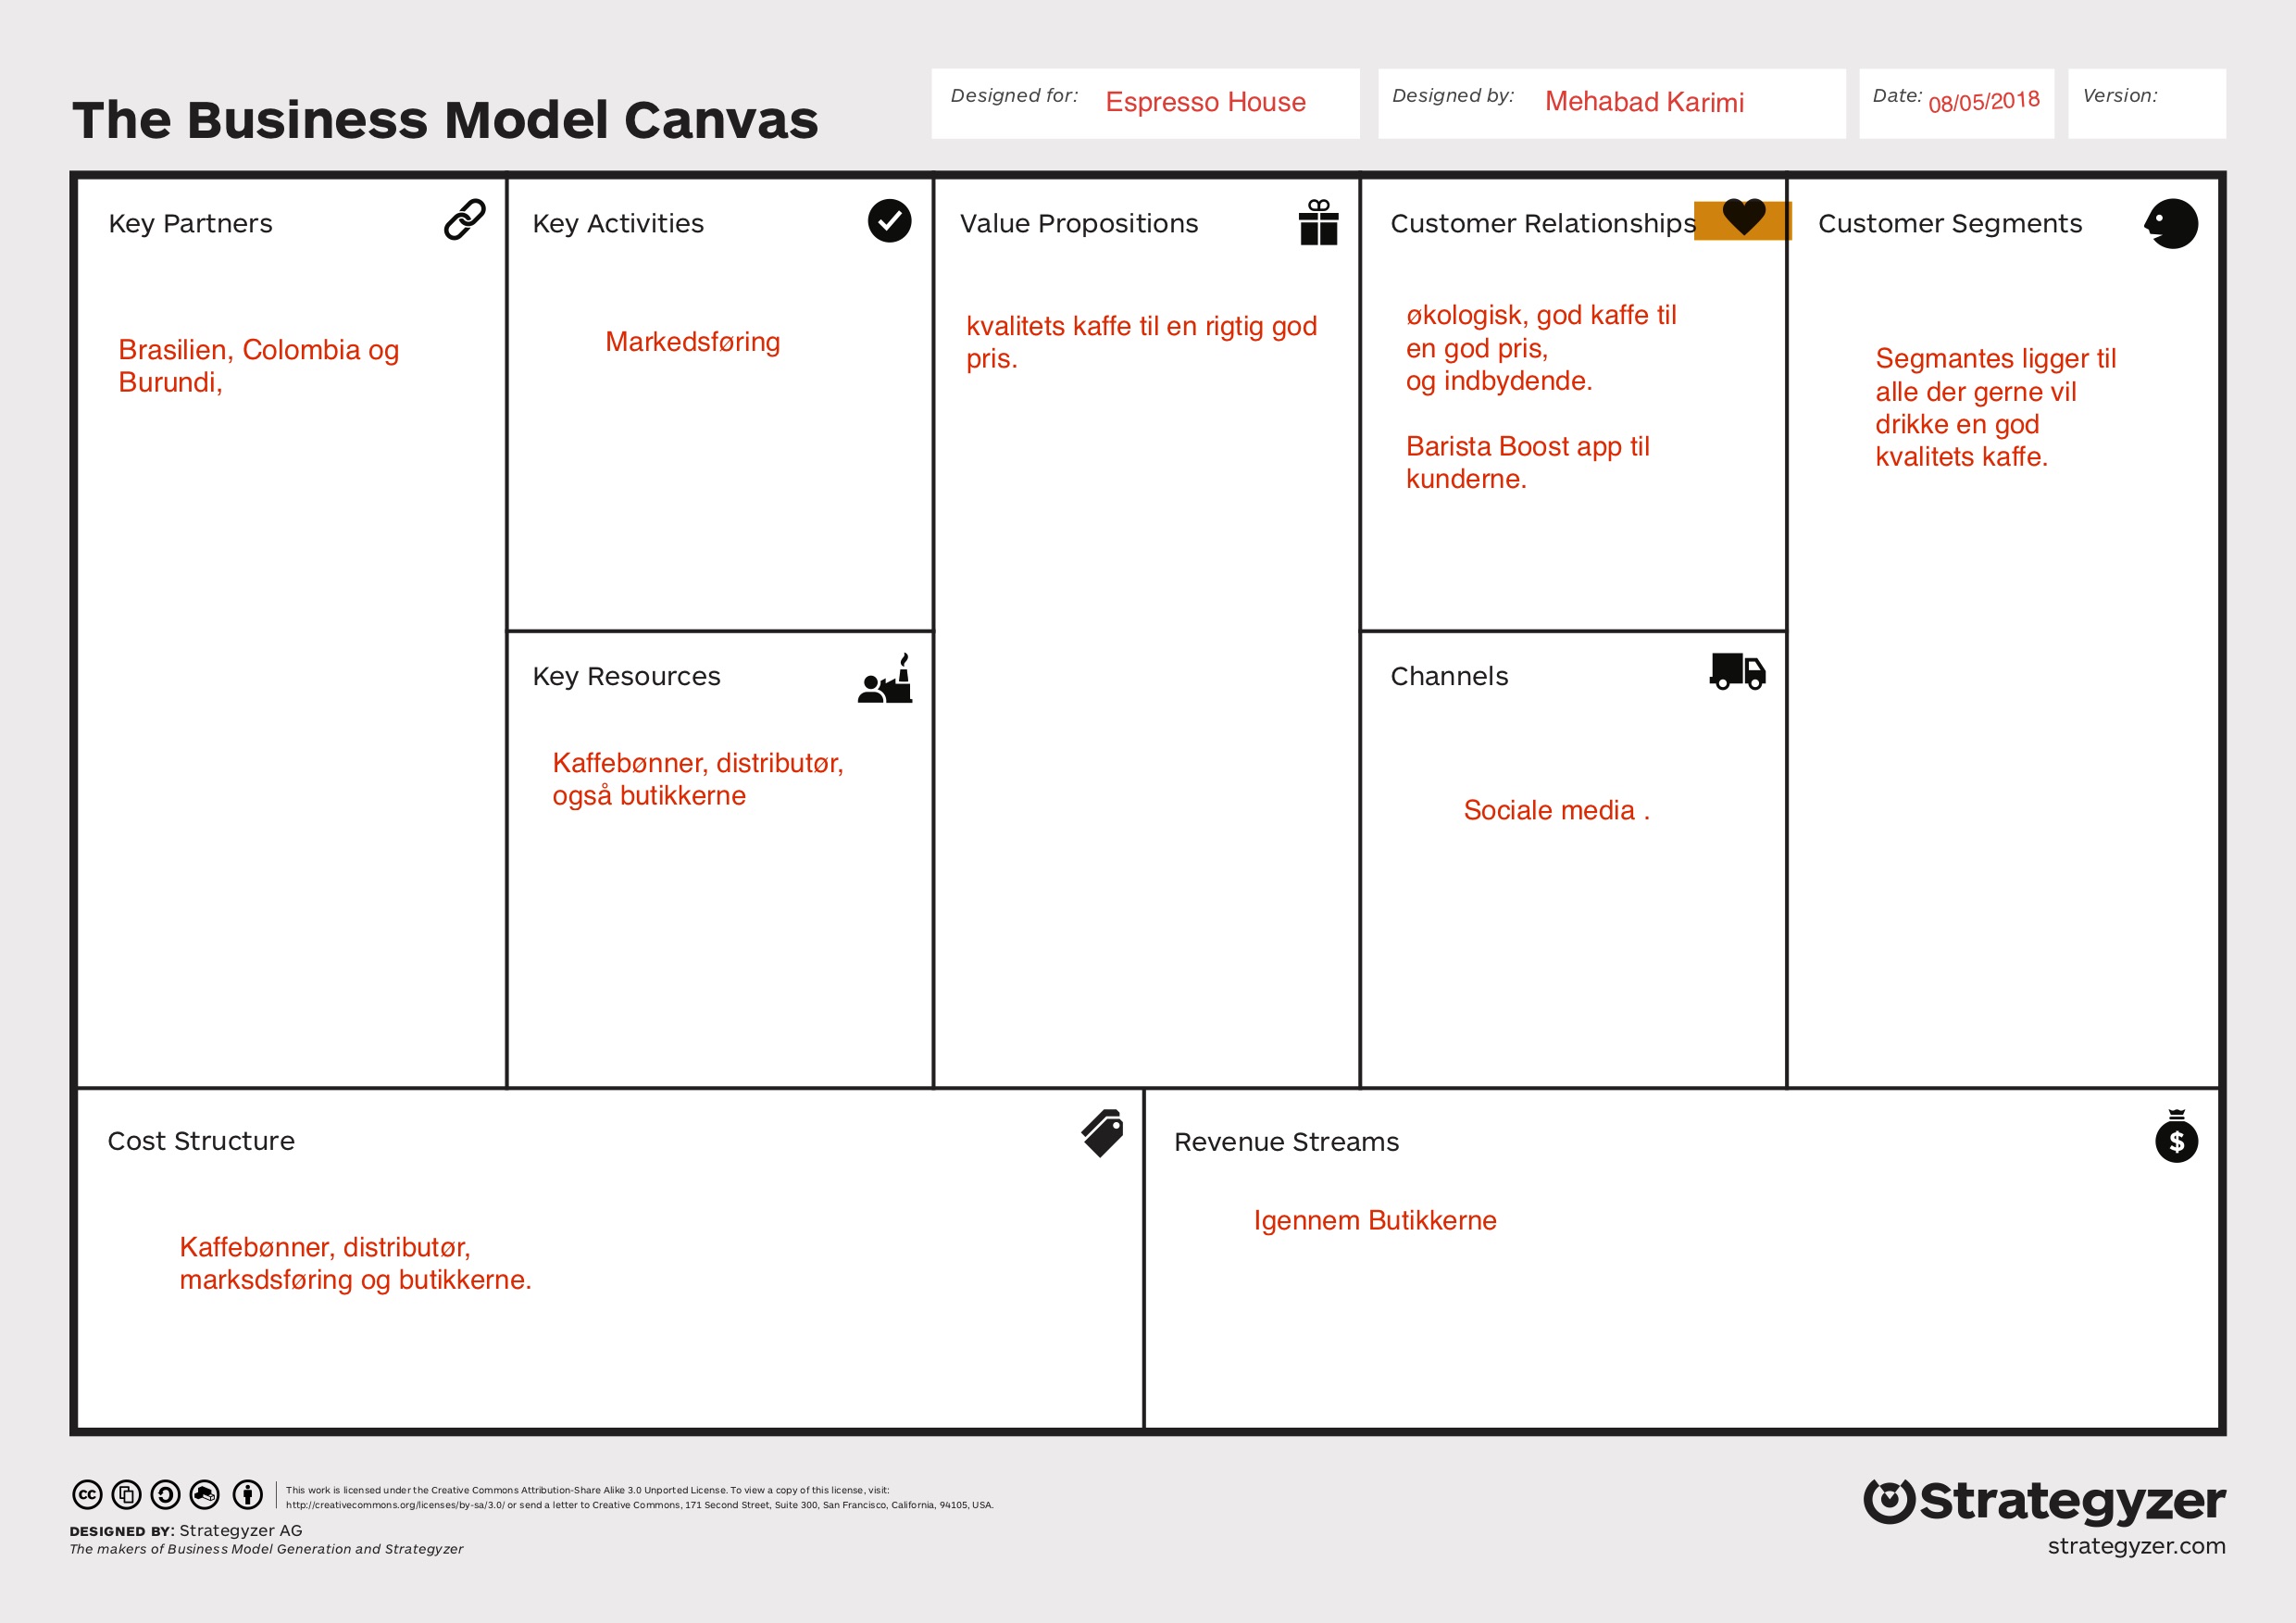 The Business Model Canvas
Designed for: Espresso House
Designed by: Mehabad Karimi
Date: 08/05/2018
Version:
Key Partners
Brasilien, Colombia og
Burundi,
Key Activities
Markedsføring
Key Resources
Kaffebønner, distributør,
også butikkerne
Value Propositions
kvalitets kaffe til en rigtig god
pris.
Customer Relationships
økologisk, god kaffe til
en god pris,
og indbydende.
Barista Boost app til
kunderne.
Channels
Sociale media .
Customer Segments
Segmantes ligger til
alle der gerne vil
drikke en god
kvalitets kaffe.
Cost Structure
Kaffebønner, distributør,
marksdsføring og butikkerne.
Revenue Streams
$
Igennem Butikkerne
cc
This work is licensed under the Creative Commons Attribution-Share Alike 3.0 Unported License. To view a copy of this license, visit:
http://creativecommons.org/licenses/by-sa/3.0/ or send a letter to Creative Commons, 171 Second Street, Suite 300, San Francisco, California, 94105, USA.
DESIGNED BY: Strategyzer AG
The makers of Business Model Generation and Strategyzer
Strategyzer
strategyzer.com